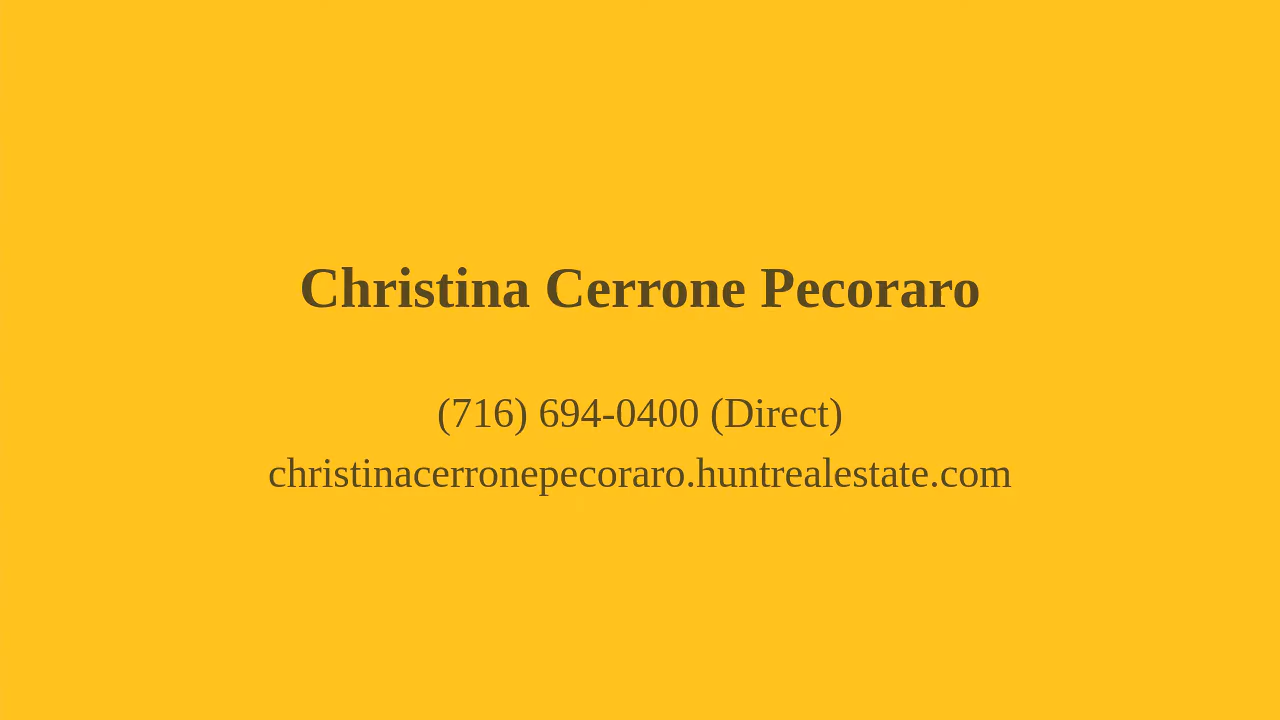 Christina Cerrone Pecoraro
(716) 694-0400 (Direct)
christinacerronepecoraro.huntrealestate.com